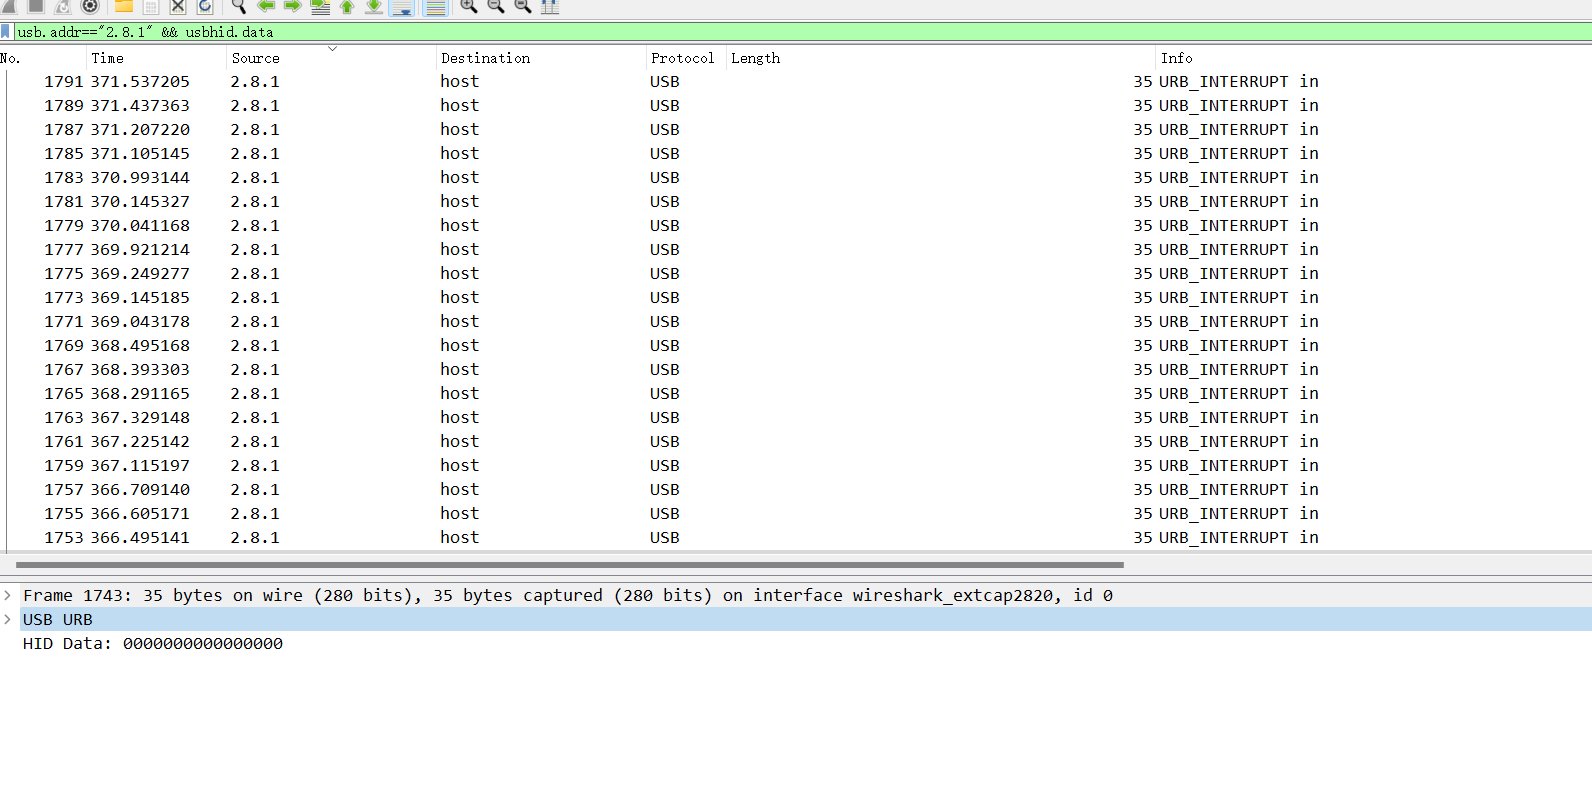 usb.addr=="2.8.1" && usbhid.data
No. Time Source Destination Protocol Length Info
1791 371.537205 2.8.1 host USB 35 URB_INTERRUPT in
1789 371.437363 2.8.1 host USB 35 URB_INTERRUPT in
1787 371.207220 2.8.1 host USB 35 URB_INTERRUPT in
1785 371.105145 2.8.1 host USB 35 URB_INTERRUPT in
1783 370.993144 2.8.1 host USB 35 URB_INTERRUPT in
1781 370.145327 2.8.1 host USB 35 URB_INTERRUPT in
1779 370.041168 2.8.1 host USB 35 URB_INTERRUPT in
1777 369.921214 2.8.1 host USB 35 URB_INTERRUPT in
1775 369.249277 2.8.1 host USB 35 URB_INTERRUPT in
1773 369.145185 2.8.1 host USB 35 URB_INTERRUPT in
1771 369.043178 2.8.1 host USB 35 URB_INTERRUPT in
1769 368.495168 2.8.1 host USB 35 URB_INTERRUPT in
1767 368.393303 2.8.1 host USB 35 URB_INTERRUPT in
1765 368.291165 2.8.1 host USB 35 URB_INTERRUPT in
1763 367.329148 2.8.1 host USB 35 URB_INTERRUPT in
1761 367.225142 2.8.1 host USB 35 URB_INTERRUPT in
1759 367.115197 2.8.1 host USB 35 URB_INTERRUPT in
1757 366.709140 2.8.1 host USB 35 URB_INTERRUPT in
1755 366.605171 2.8.1 host USB 35 URB_INTERRUPT in
1753 366.495141 2.8.1 host USB 35 URB_INTERRUPT in
Frame 1743: 35 bytes on wire (280 bits), 35 bytes captured (280 bits) on interface wireshark_extcap2820, id 0
USB URB
HID Data: 0000000000000000